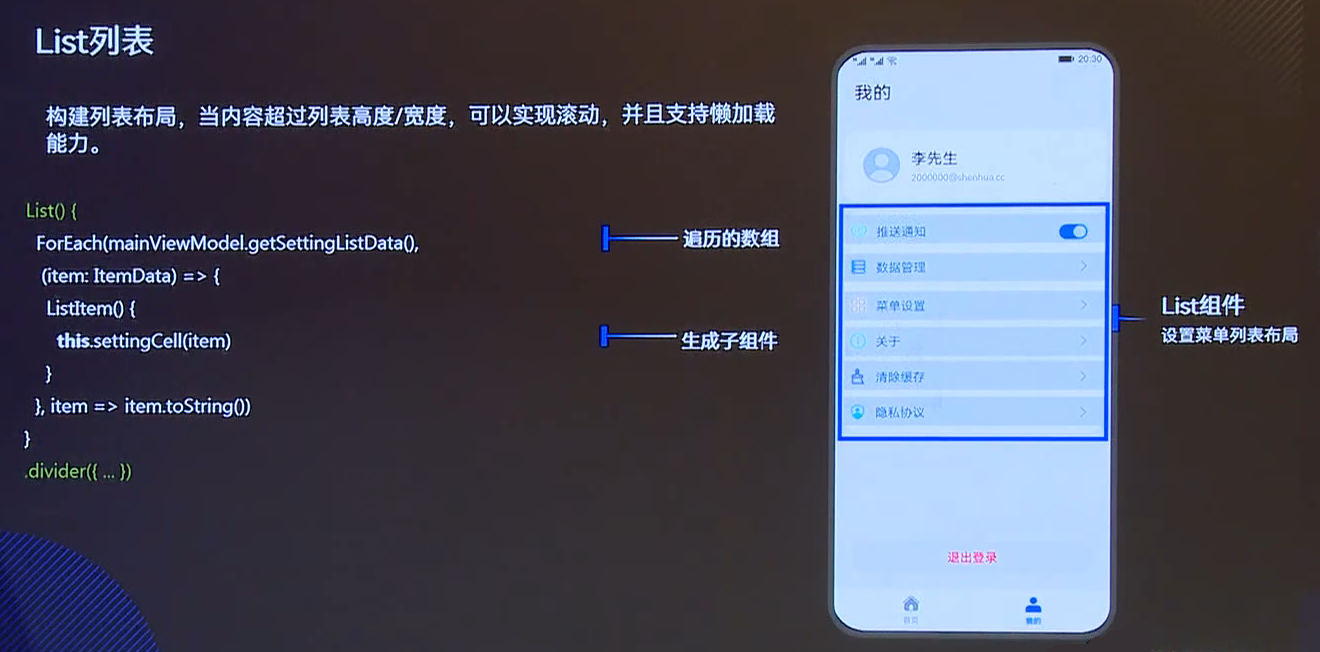 List列表
构建列表布局，当内容超过列表高度/宽度，可以实现滚动，并且支持懒加载
能力。
List() {
ForEach(mainViewModel.getSettingListData(),
(item: ItemData) => {
ListItem() {
this.settingCell(item)
}
}, item => item.toString())
}
.divider({ ... })
遍历的数组
生成子组件
20:30
我的
李先生
2000000@shenhua.cc
推送通知
数据管理
菜单设置
关于
清除缓存
隐私协议
退出登录
首页
我的
List组件
设置菜单列表布局